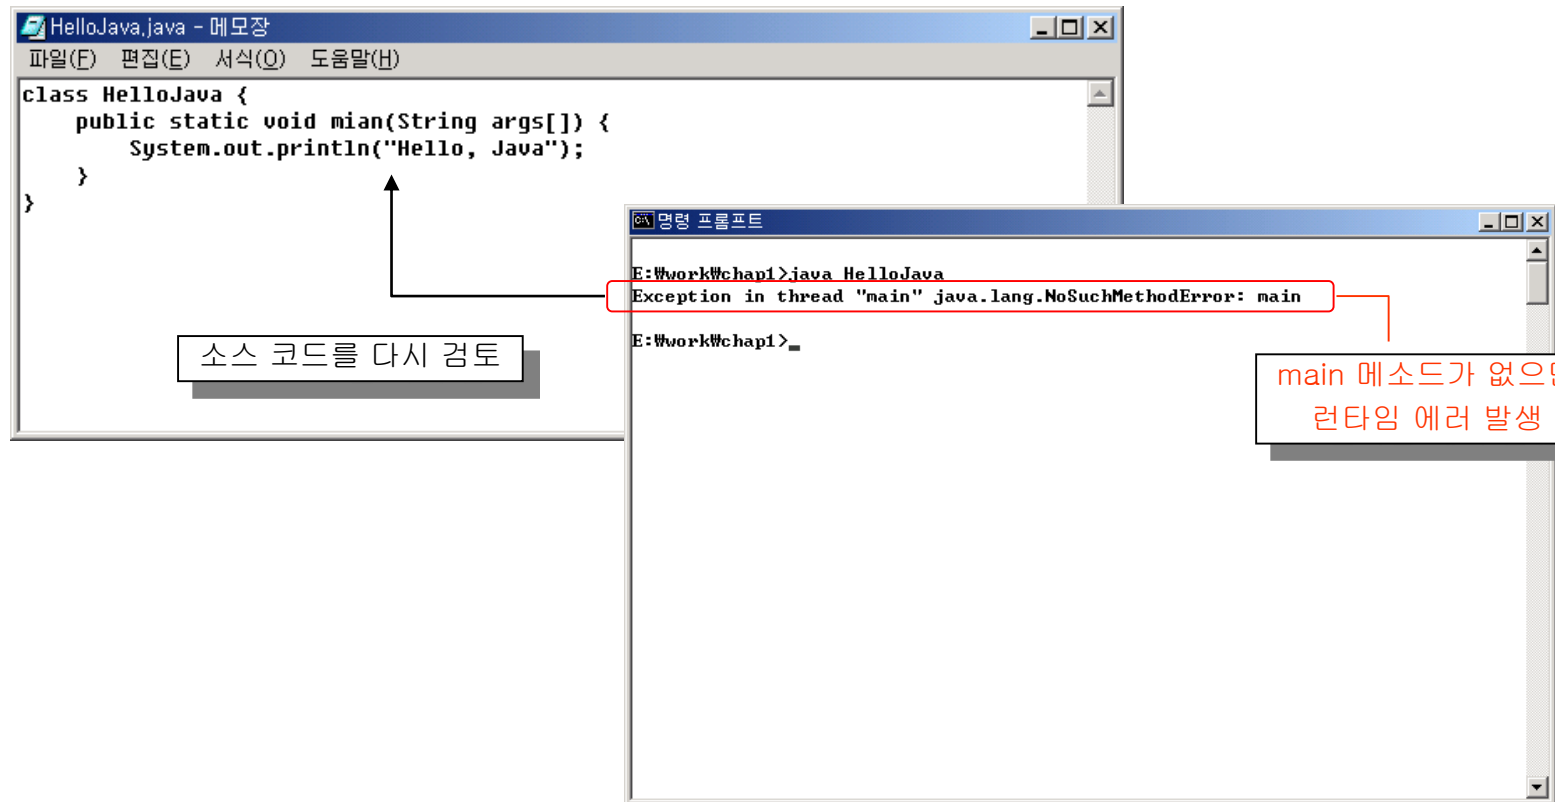 HelloJava.java - 메모장
파일(F) 편집(E) 서식(O) 도움말(H)
class HelloJava {
    public static void mian(String args[]) {
        System.out.println("Hello, Java");
    }
}
소스 코드를 다시 검토
명령 프롬프트
E:₩work₩chap1>java HelloJava
Exception in thread "main" java.lang.NoSuchMethodError: main
E:₩work₩chap1>_
main 메소드가 없으면
런타임 에러 발생